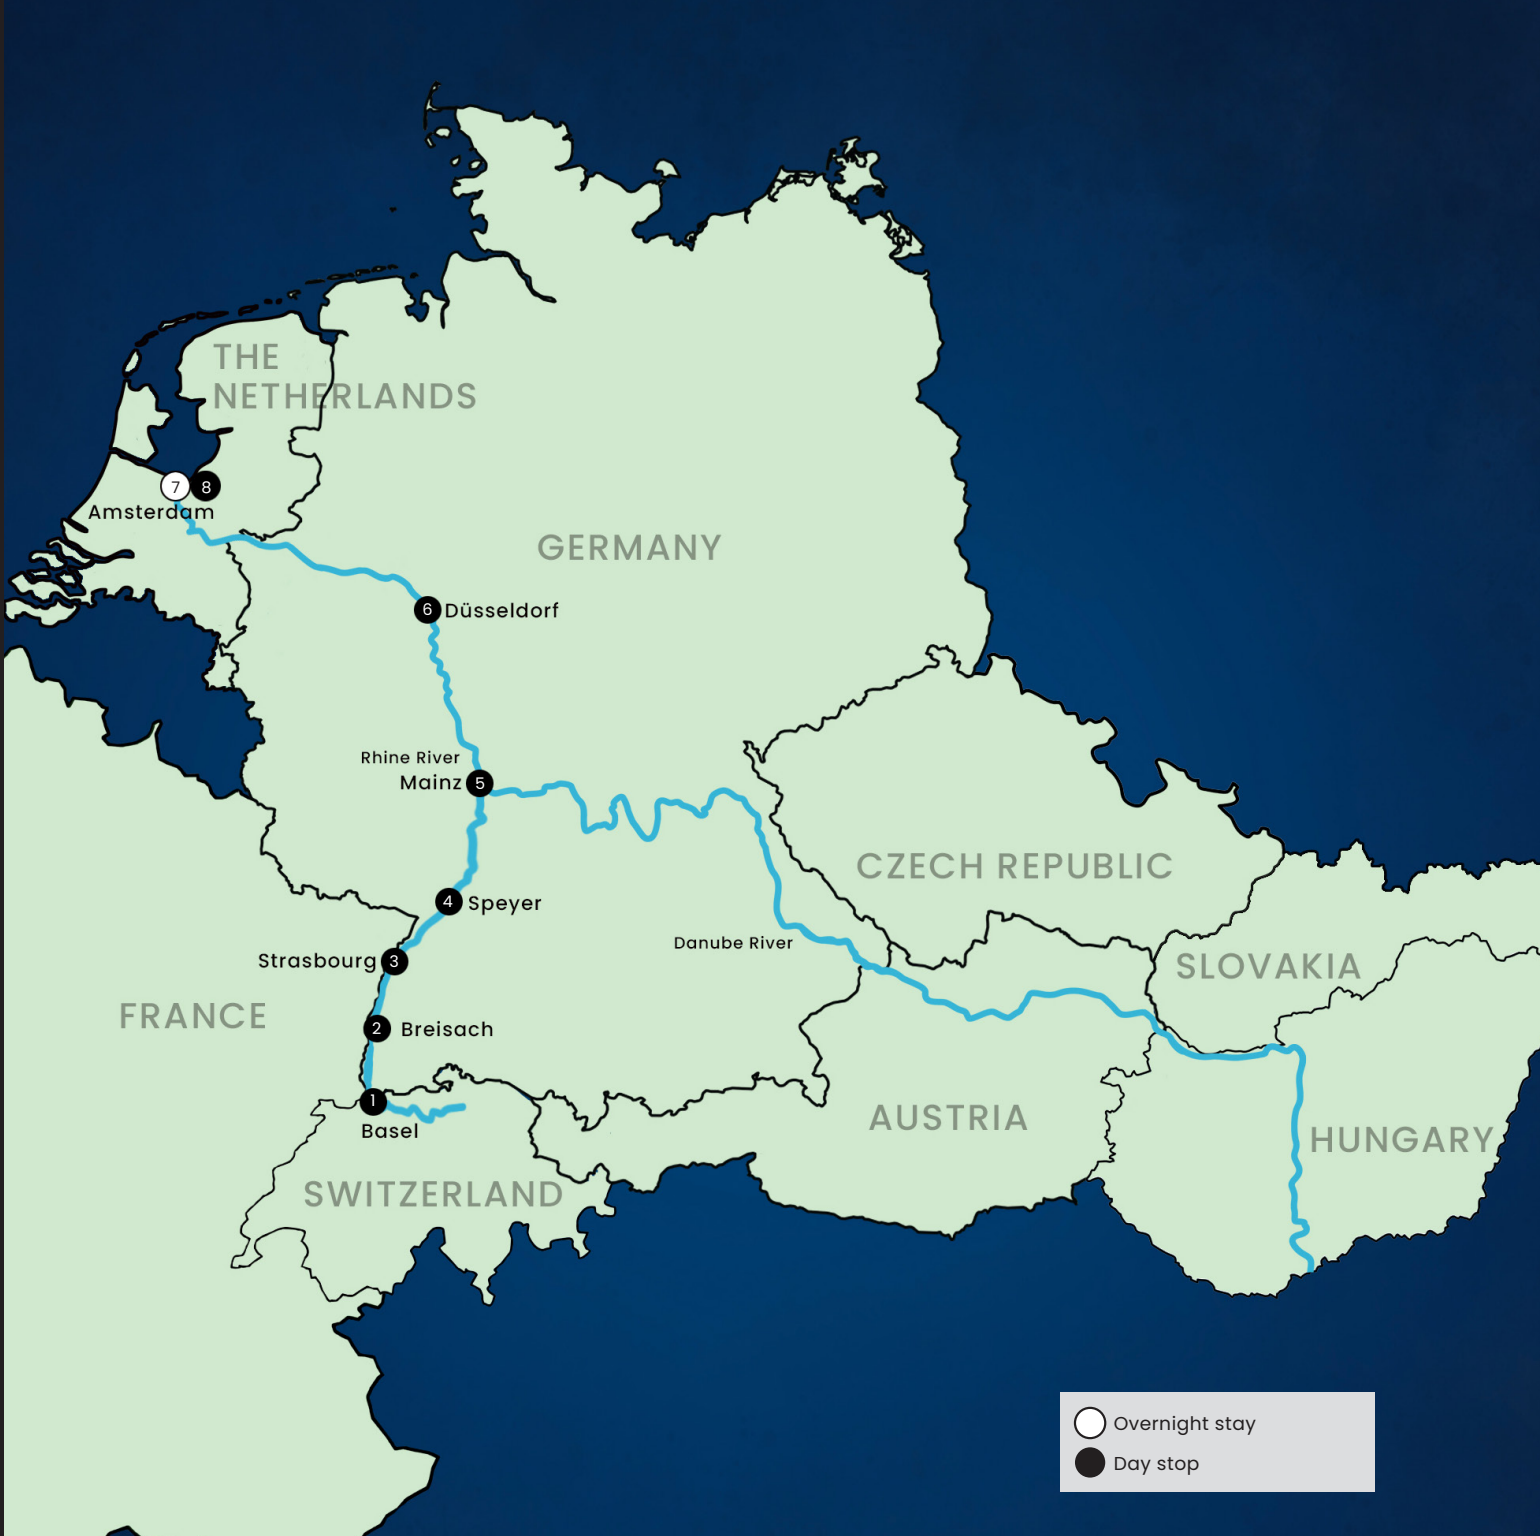 THE
NETHERLANDS
7 8
Amsterdam
GERMANY
6 Düsseldorf
Rhine River
Mainz 5
CZECH REPUBLIC
4 Speyer
Danube River
Strasbourg 3
SLOVAKIA
FRANCE
2 Breisach
1
Basel
AUSTRIA
HUNGARY
SWITZERLAND
Overnight stay
Day stop